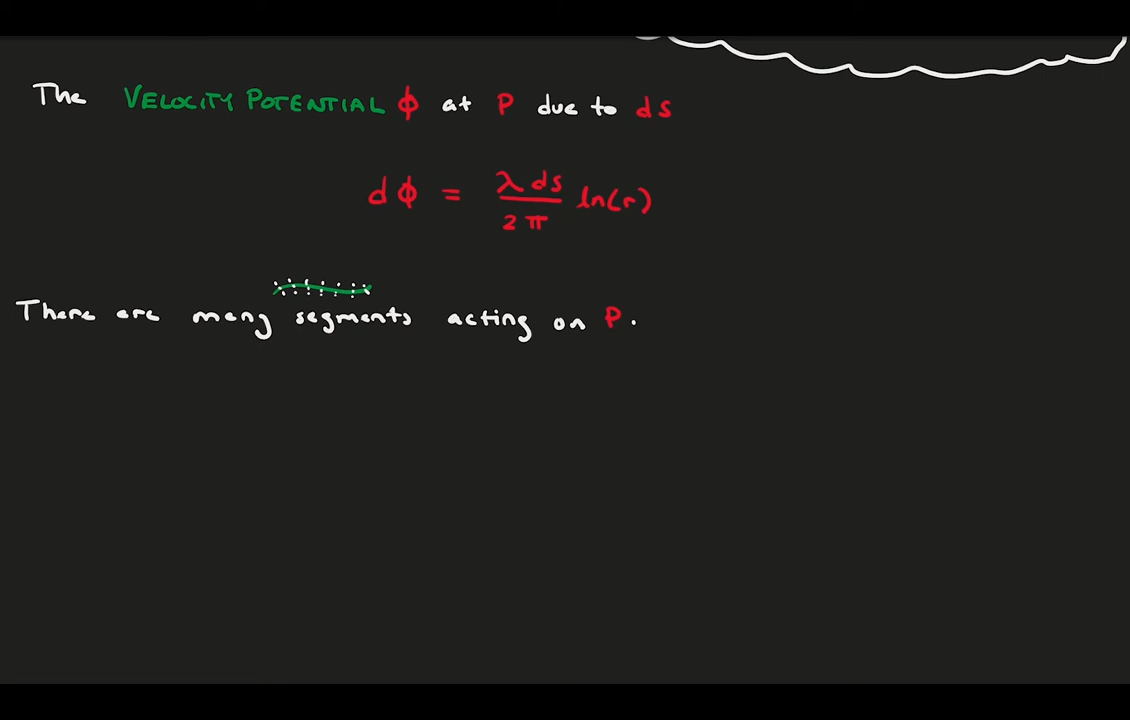 The VELOCITY POTENTIAL ϕ at P due to ds
dϕ = λ ds / 2π ln(r)
There are many segments acting on P.